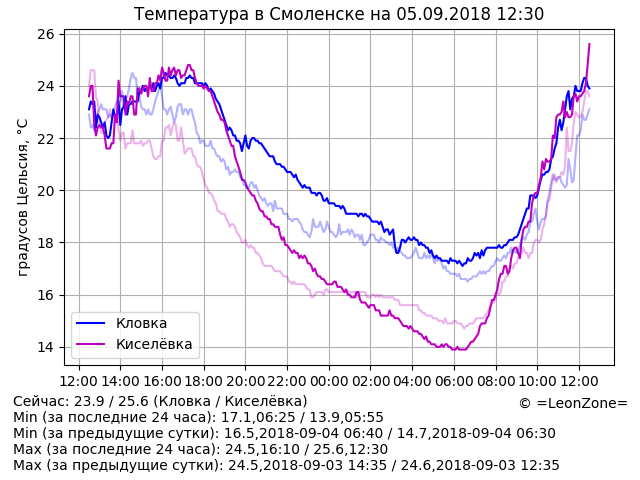 Температура в Смоленске на 05.09.2018 12:30
26
24
22
20
18
16
14
градусов Цельсия, °C
Кловка
Киселёвка
12:00 14:00 16:00 18:00 20:00 22:00 00:00 02:00 04:00 06:00 08:00 10:00 12:00
Сейчас: 23.9 / 25.6 (Кловка / Киселёвка)
© =LeonZone=
Min (за последние 24 часа): 17.1,06:25 / 13.9,05:55
Min (за предыдущие сутки): 16.5,2018-09-04 06:40 / 14.7,2018-09-04 06:30
Max (за последние 24 часа): 24.5,16:10 / 25.6,12:30
Max (за предыдущие сутки): 24.5,2018-09-03 14:35 / 24.6,2018-09-03 12:35